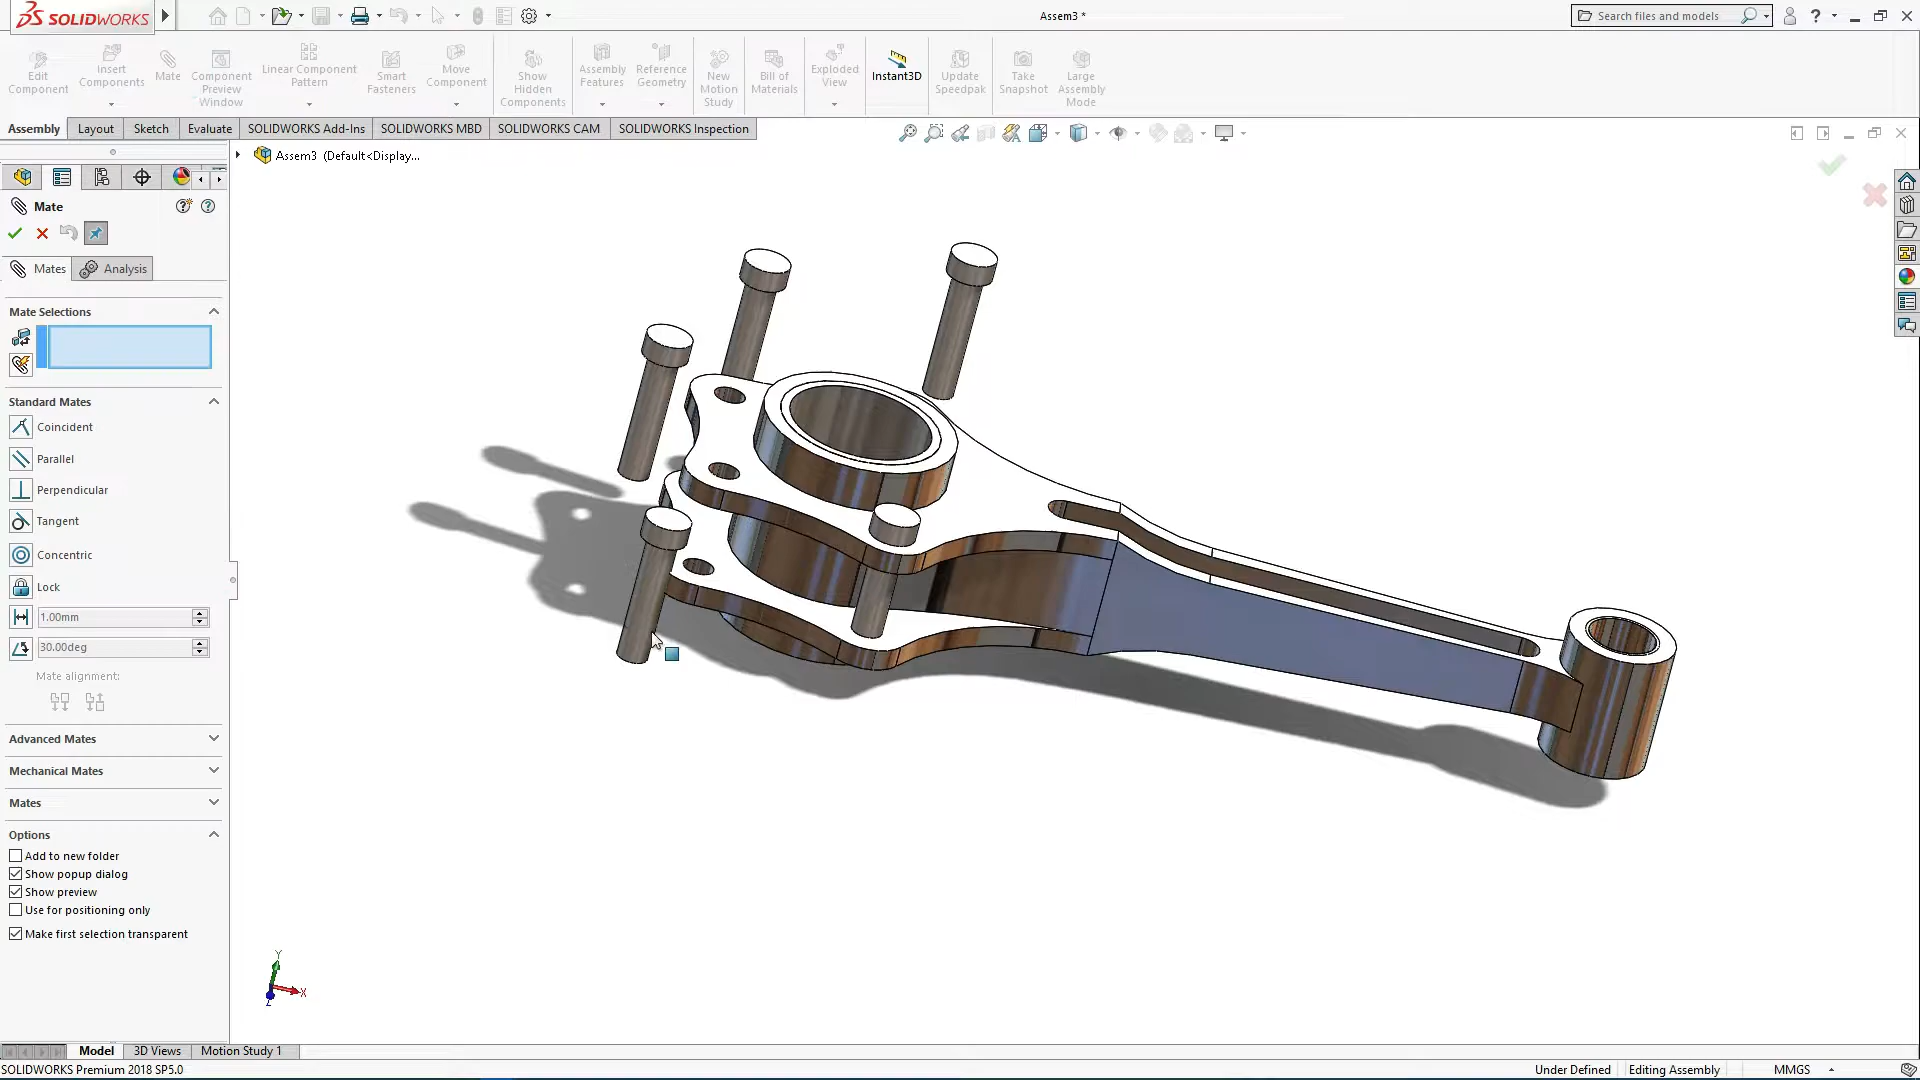 SOLIDWORKS
Assem3 *
Search files and models
Edit Component
Insert Components
Mate
Component Preview Window
Linear Component Pattern
Smart Fasteners
Move Component
Show Hidden Components
Assembly Features
Reference Geometry
New Motion Study
Bill of Materials
Exploded View
Instant3D
Update Speedpak
Take Snapshot
Large Assembly Mode
Assembly
Layout
Sketch
Evaluate
SOLIDWORKS Add-Ins
SOLIDWORKS MBD
SOLIDWORKS CAM
SOLIDWORKS Inspection
Assem3 (Default<Display...
Mate
Mates
Analysis
Mate Selections
Standard Mates
Coincident
Parallel
Perpendicular
Tangent
Concentric
Lock
1.00mm
30.00deg
Mate alignment:
Advanced Mates
Mechanical Mates
Mates
Options
Add to new folder
Show popup dialog
Show preview
Use for positioning only
Make first selection transparent
Y
X
Z
Model
3D Views
Motion Study 1
SOLIDWORKS Premium 2018 SP5.0
Under Defined
Editing Assembly
MMGS